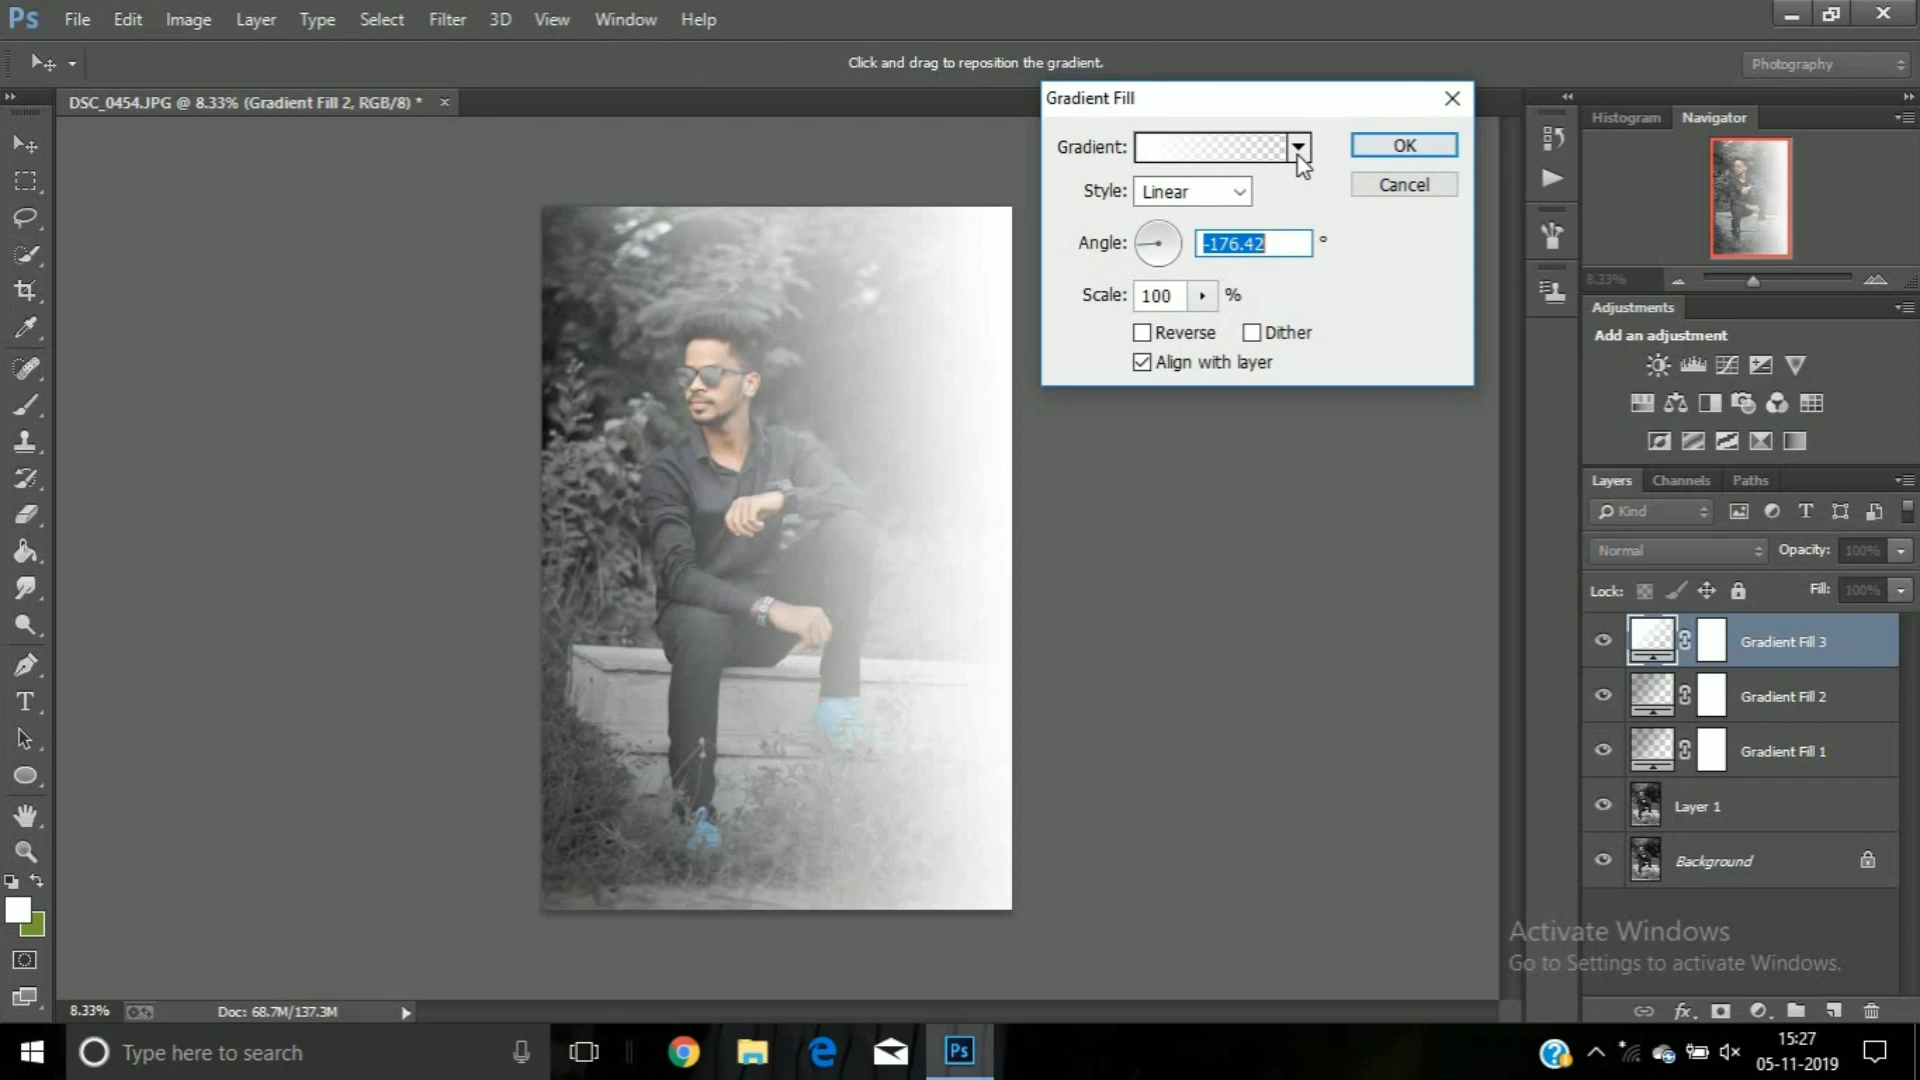 Ps File Edit Image Layer Type Select Filter 3D View Window Help
Click and drag to reposition the gradient.
Photography
DSC_0454.JPG @ 8.33% (Gradient Fill 2, RGB/8) *
Gradient Fill
Gradient:
OK
Style: Linear
Cancel
Angle: -176.42 °
Scale: 100 %
Reverse Dither
Align with layer
Histogram Navigator
8.33%
Adjustments
Add an adjustment
Layers Channels Paths
Kind
Normal Opacity: 100%
Lock: Fill: 100%
Gradient Fill 3
Gradient Fill 2
Gradient Fill 1
Layer 1
Background
Activate Windows
Go to Settings to activate Windows.
8.33% Doc: 68.7M/137.3M
Type here to search
Ps
15:27
05-11-2019